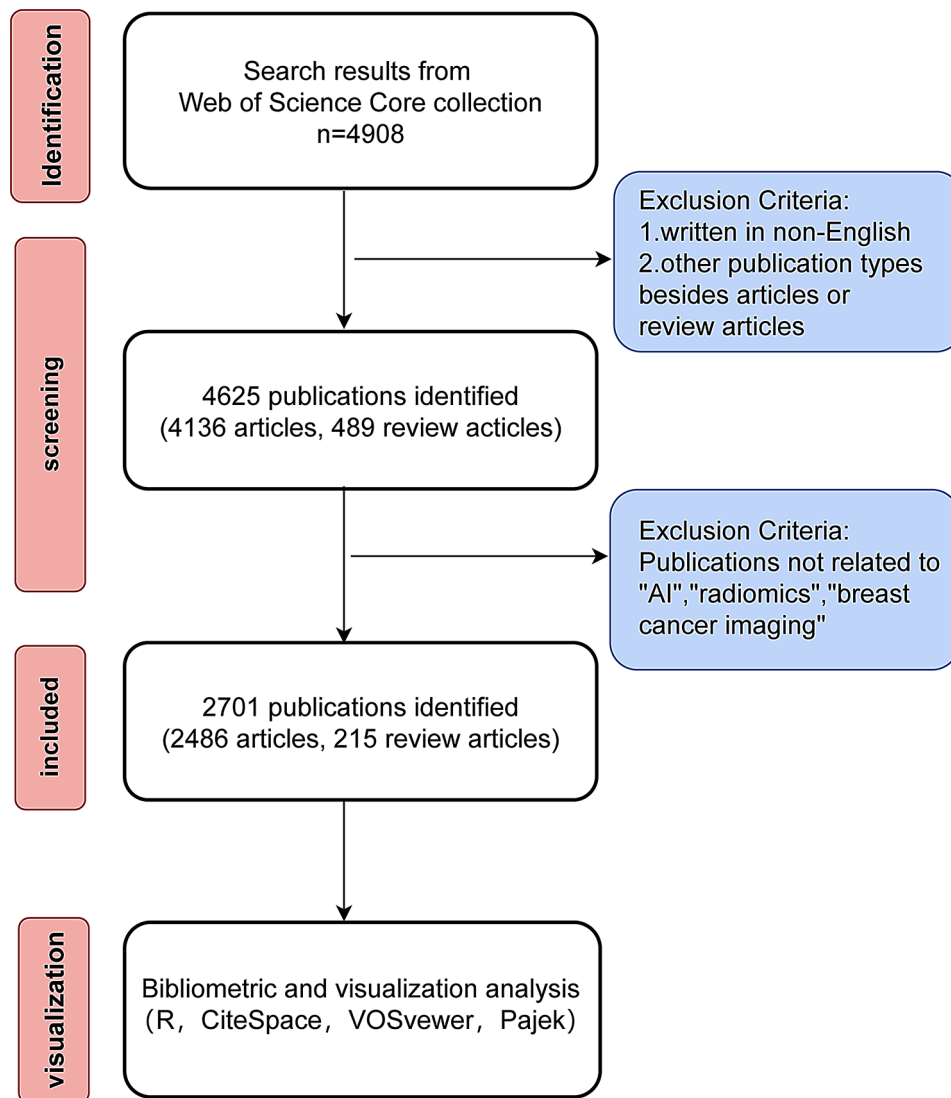 Identification
Search results from
Web of Science Core collection
n=4908
Exclusion Criteria:
1.written in non-English
2.other publication types
besides articles or
review articles
screening
4625 publications identified
(4136 articles, 489 review acticles)
Exclusion Criteria:
Publications not related to
"AI","radiomics","breast
cancer imaging"
included
2701 publications identified
(2486 articles, 215 review articles)
visualization
Bibliometric and visualization analysis
（R，CiteSpace，VOSvewer，Pajek）